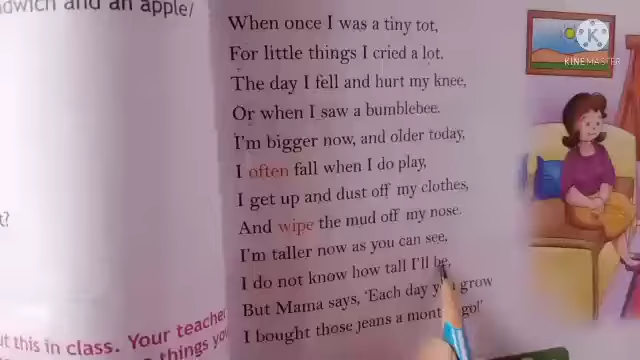 dwich and an apple/
When once I was a tiny tot,
For little things I cried a lot.
The day I fell and hurt my knee,
Or when I saw a bumblebee.
I'm bigger now, and older today,
I often fall when I do play,
I get up and dust off my clothes,
And wipe the mud off my nose.
I'm taller now as you can see,
I do not know how tall I'll be,
But Mama says, 'Each day grow
I bought those jeans a go!'
t?
ut this in class. Your teache
things yo
KINEMASTER